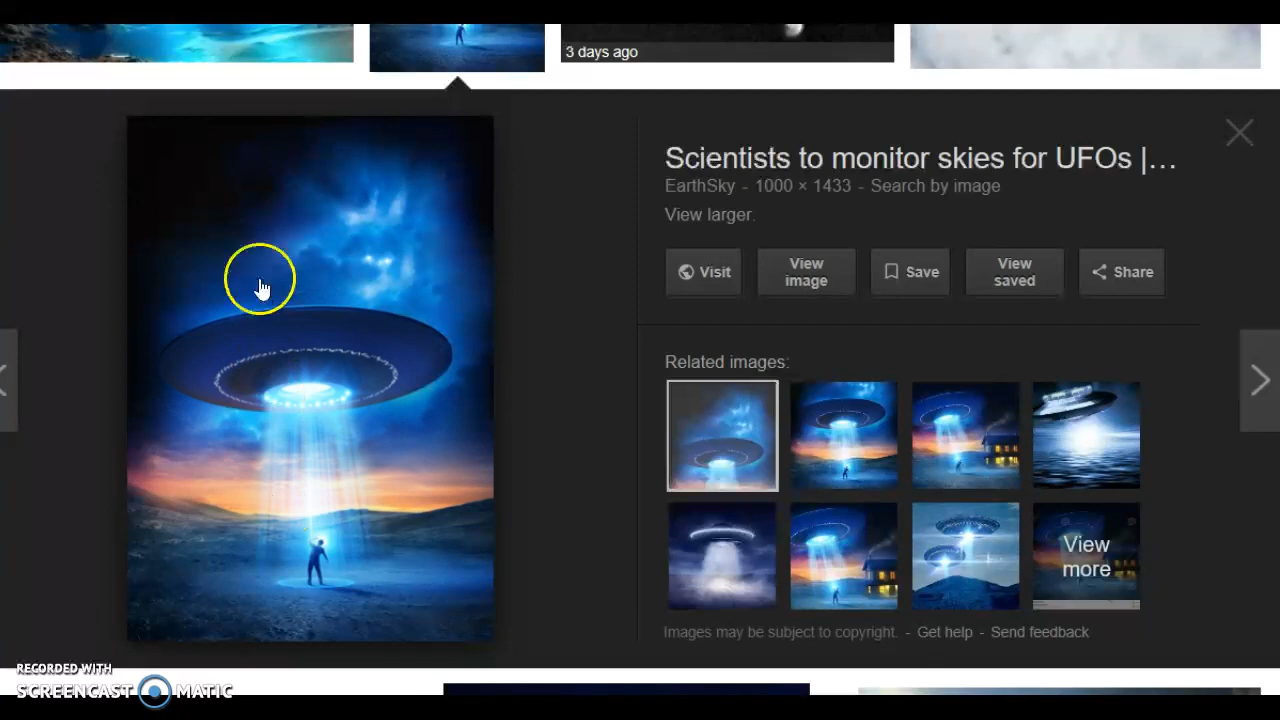 3 days ago
Scientists to monitor skies for UFOs |...
EarthSky - 1000 × 1433 - Search by image
View larger.
Visit
View
image
Save
View
saved
Share
Related images:
View
more
Images may be subject to copyright. - Get help - Send feedback
RECORDED WITH
SCREENCAST MATIC